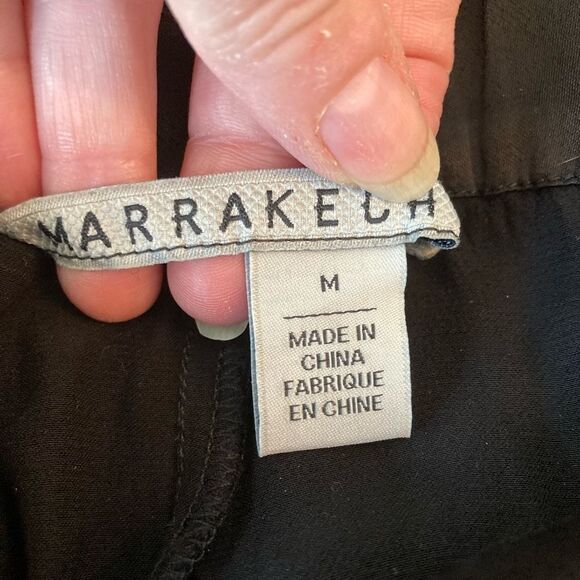 MARRAKECH
M
MADE IN
CHINA
FABRIQUE
EN CHINE